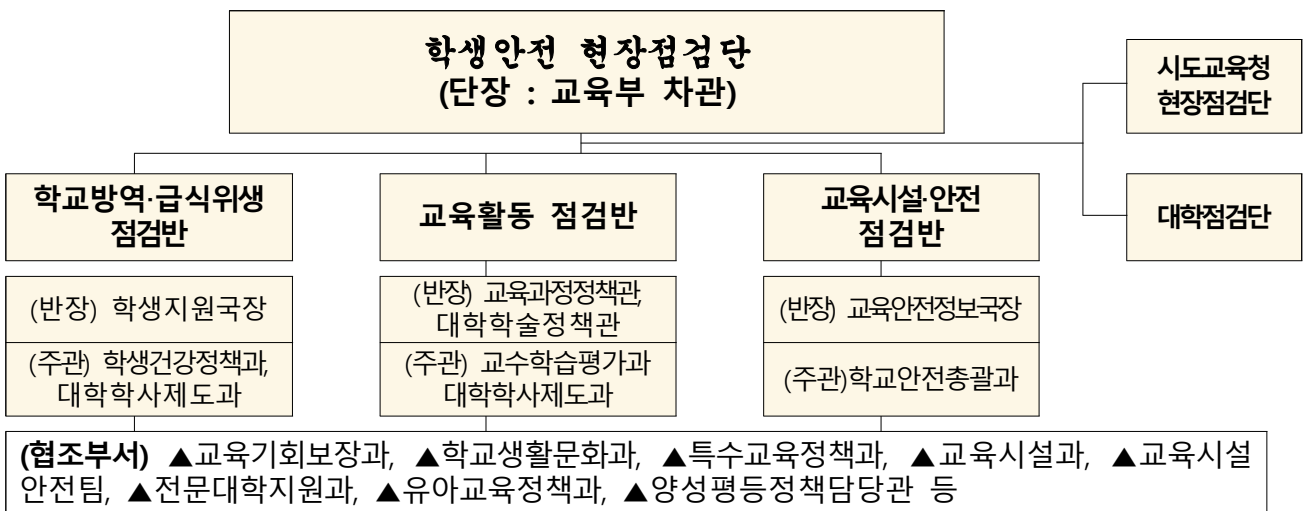 학생안전 현장점검단
(단장 : 교육부 차관)
시도교육청
현장점검단
학교방역·급식위생
점검반
교육활동 점검반
교육시설·안전
점검반
대학점검단
(반장) 학생지원국장
(반장) 교육과정정책관,
대학학술정책관
(반장) 교육안전정보국장
(주관) 학생건강정책과,
대학학사제도과
(주관) 교수학습평가과
대학학사제도과
(주관)학교안전총괄과
(협조부서) ▲교육기회보장과, ▲학교생활문화과, ▲특수교육정책과, ▲교육시설과, ▲교육시설
안전팀, ▲전문대학지원과, ▲유아교육정책과, ▲양성평등정책담당관 등